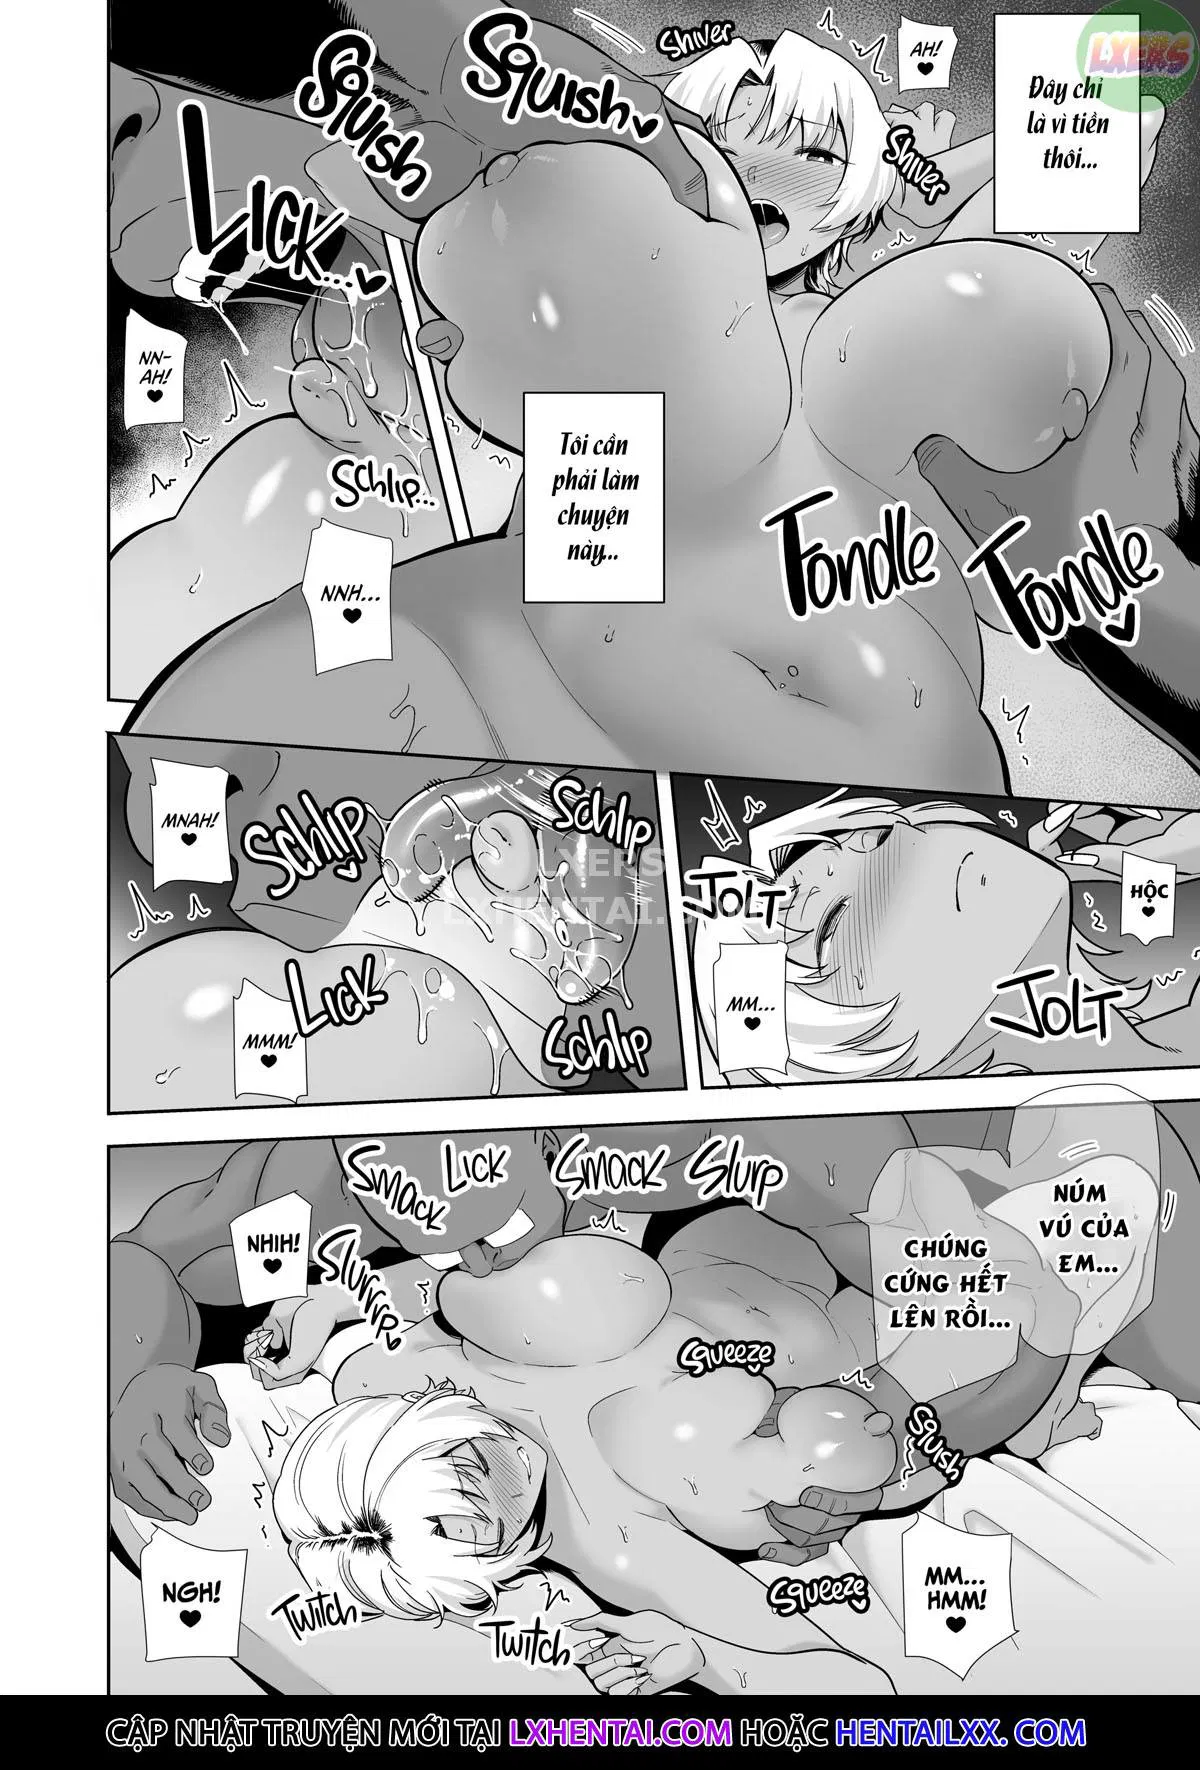 LXERS
Đây chỉ
là vì tiền
thôi...
AH! ♥
SHIVER
SHIVER
SQUISH ♥
SQUISH
LICK... ♥
NN-
AH!
♥
SCHLIP...
Tôi cần
phải làm
chuyện
này...
NNH...
♥
FONDLE
FONDLE ♥
MNAH!
♥
SCHLIP ♥
SCHLIP
SCHLIP
LICK
MMM!
♥
LXERS
JOLT
JOLT
HỘC
♥
MM...
♥
NÚM
VÚ CỦA
EM...
CHÚNG
CỨNG HẾT
LÊN RỒI...
SMACK
LICK
SMACK
SLURP
NHIH!
♥
SLURRRP ♥
SQUEEZE ♥
SQUISH
SQUEEZE ♥
NGH!
♥
TWITCH
TWITCH
MM...
HMM!
♥
CẬP NHẬT TRUYỆN MỚI TẠI LXHENTAI.COM HOẶC HENTAILXX. COM